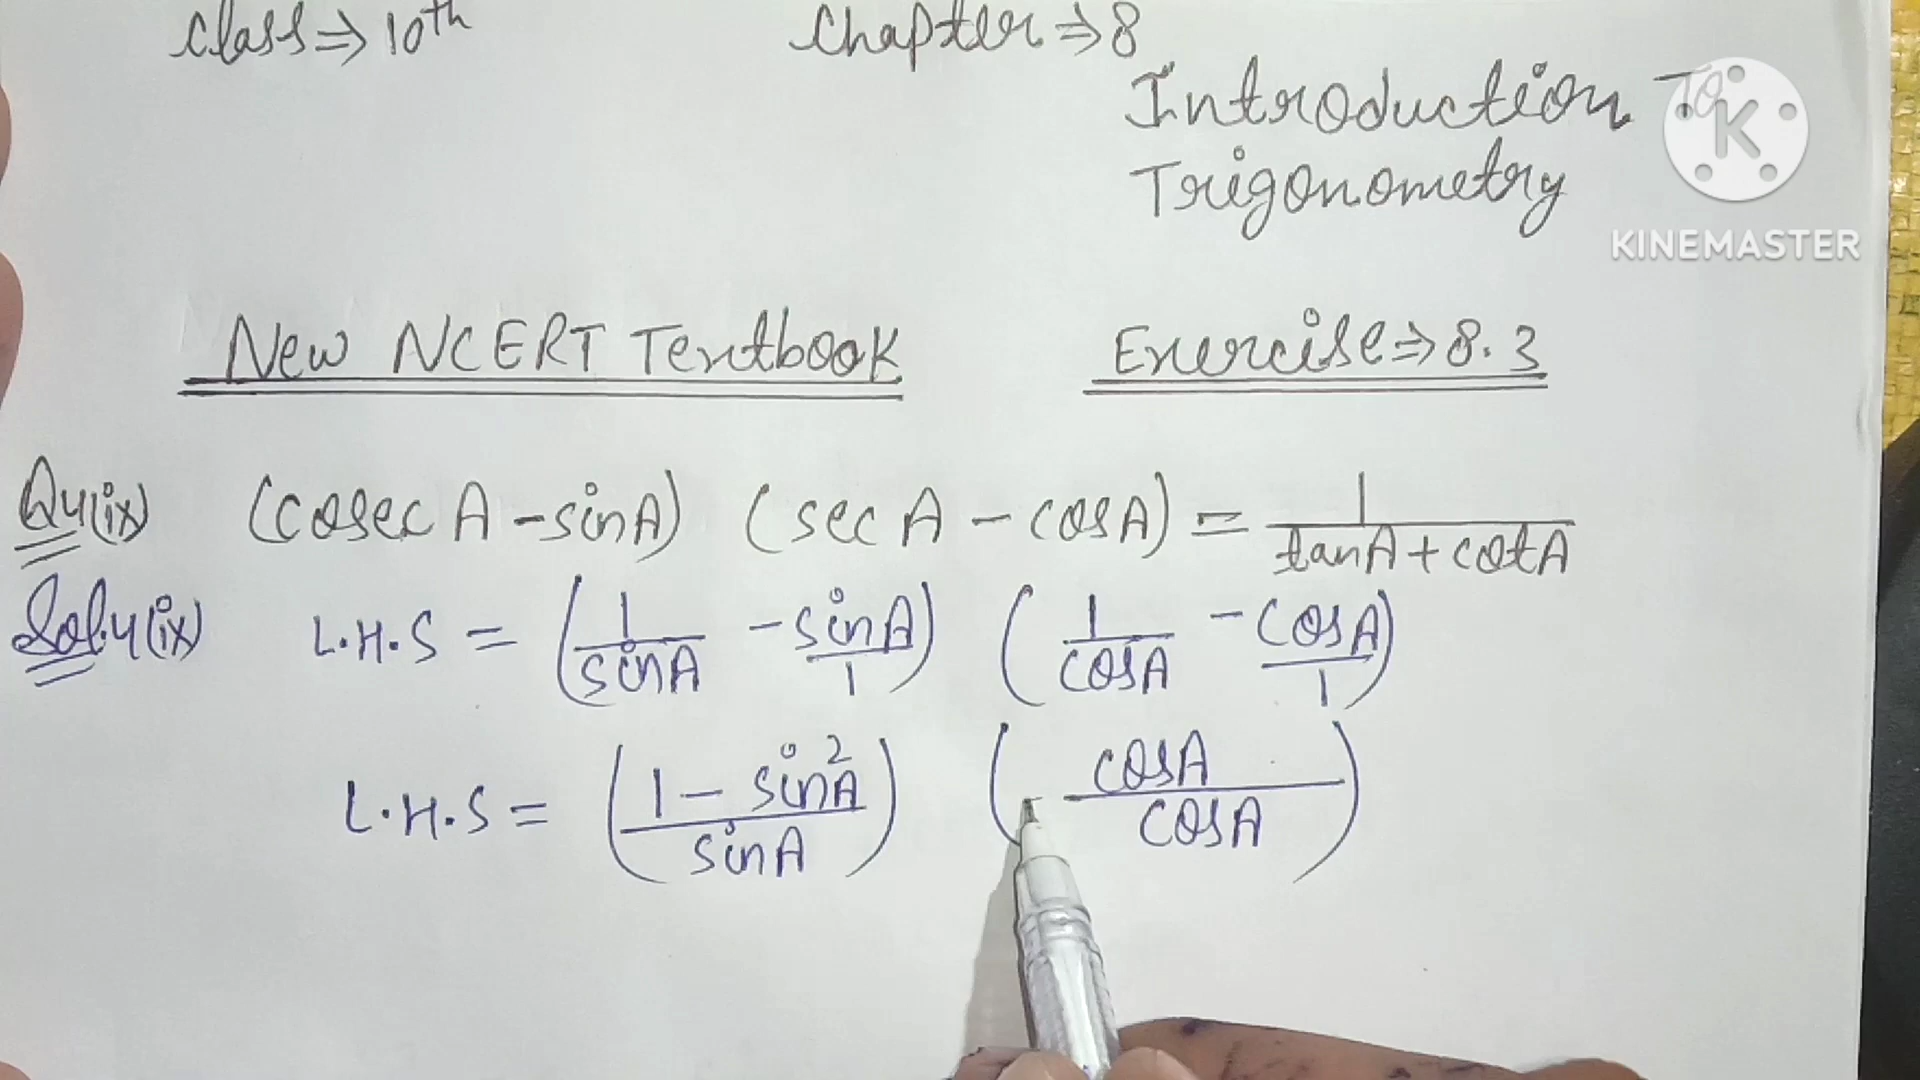 Class ⇒ 10th Chapter ⇒ 8
Introduction To
Trigonometry
KINEMASTER
New NCERT Textbook Exercise ⇒ 8.3
Q4(ix) (cosec A - sinA) (sec A - cosA) = 1/(tanA + cotA)
Sol.4(ix) L.H.S = (1/sinA - sinA/1) (1/cosA - cosA/1)
L.H.S = ((1 - sin²A)/sinA) (cosA/cosA)